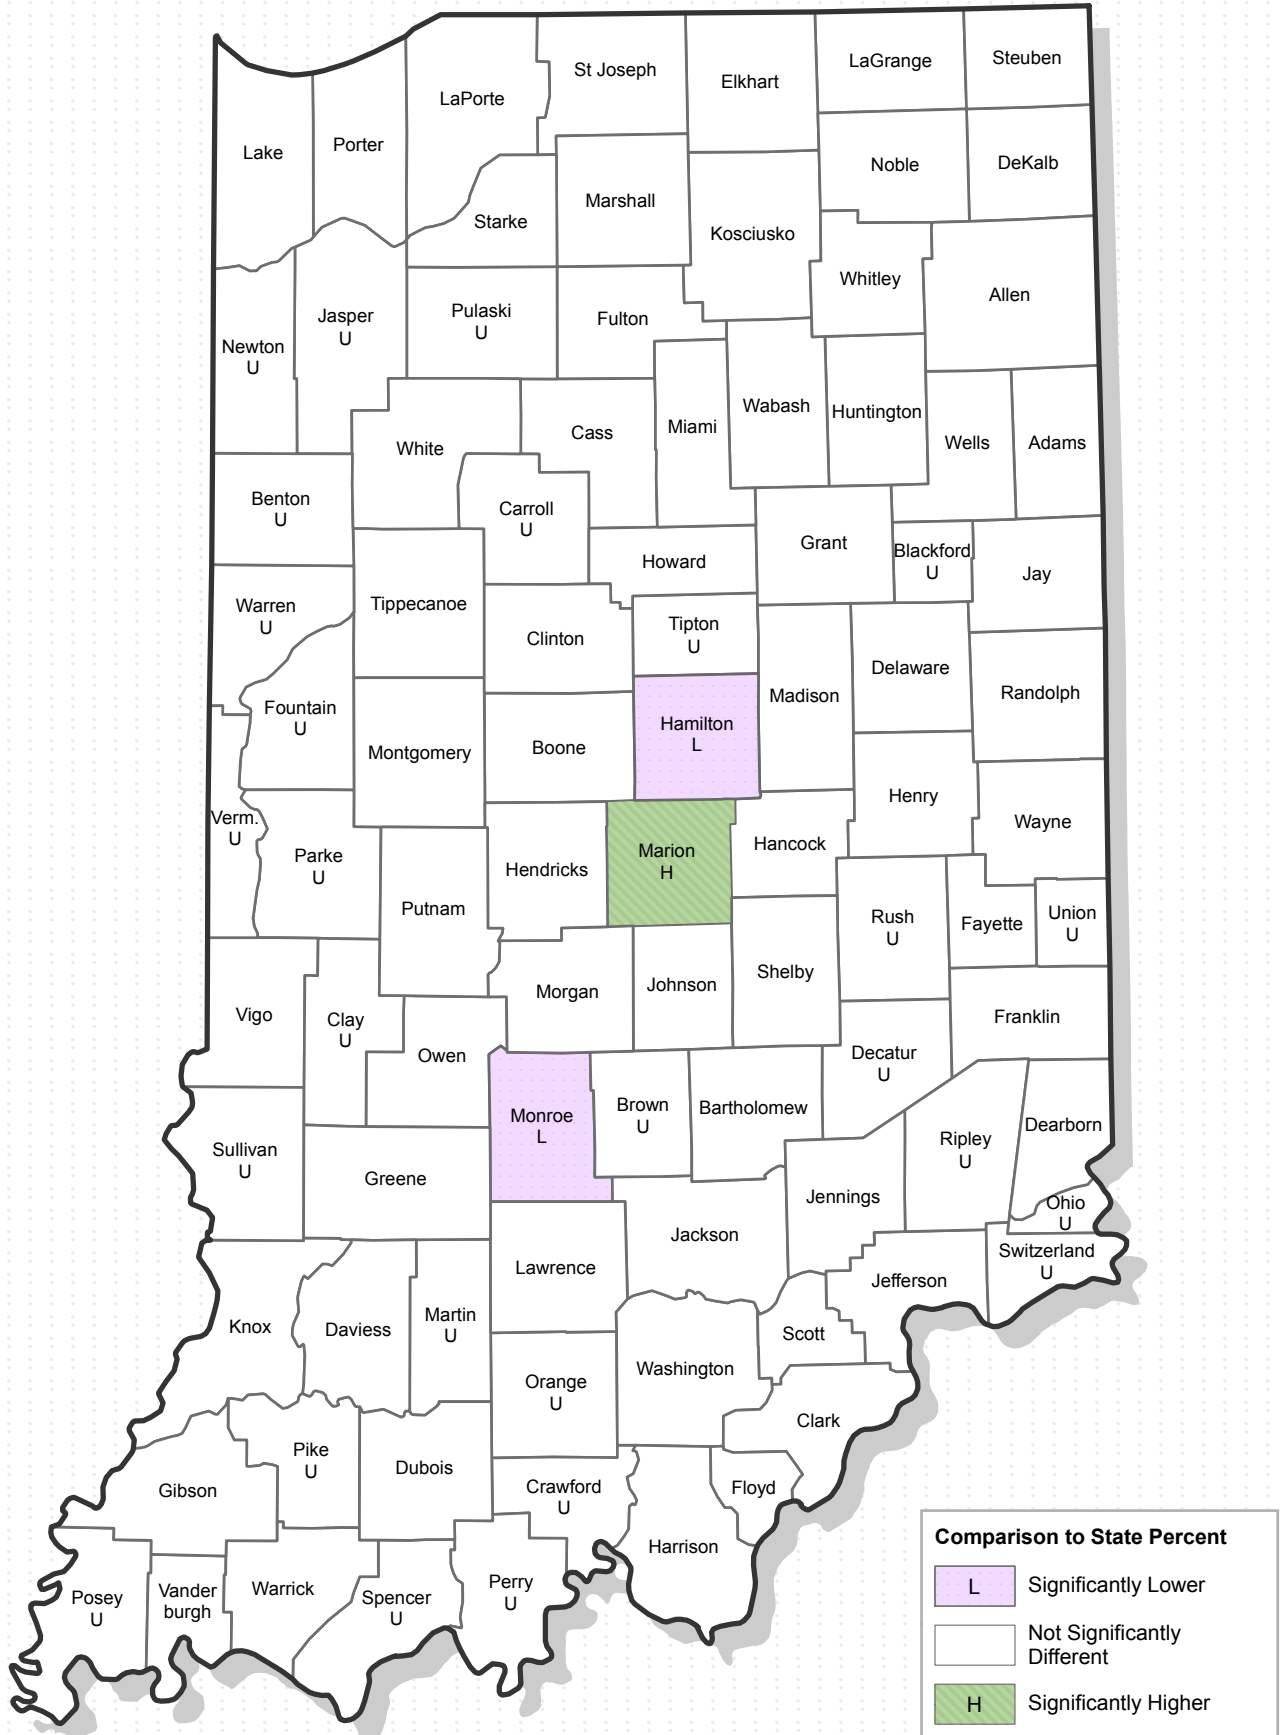 St Joseph
Elkhart
LaGrange
Steuben
LaPorte
Lake
Porter
Noble
DeKalb
Starke
Marshall
Kosciusko
Whitley
Allen
Newton
U
Jasper
U
Pulaski
U
Fulton
White
Cass
Miami
Wabash
Huntington
Wells
Adams
Benton
U
Carroll
U
Howard
Grant
Blackford
U
Jay
Warren
U
Tippecanoe
Clinton
Tipton
U
Madison
Delaware
Randolph
Fountain
U
Montgomery
Boone
Hamilton
L
Henry
Wayne
Verm.
U
Parke
U
Putnam
Hendricks
Marion
H
Hancock
Rush
U
Fayette
Union
U
Vigo
Clay
U
Owen
Morgan
Johnson
Shelby
Franklin
Decatur
U
Sullivan
U
Greene
Monroe
L
Brown
U
Bartholomew
Jennings
Ripley
U
Dearborn
Ohio
U
Switzerland
U
Jackson
Lawrence
Jefferson
Knox
Daviess
Martin
U
Scott
Orange
U
Washington
Clark
Gibson
Pike
U
Dubois
Crawford
U
Floyd
Harrison
Posey
U
Vander
burgh
Warrick
Spencer
U
Perry
U
Comparison to State Percent
L Significantly Lower
Not Significantly
Different
H Significantly Higher